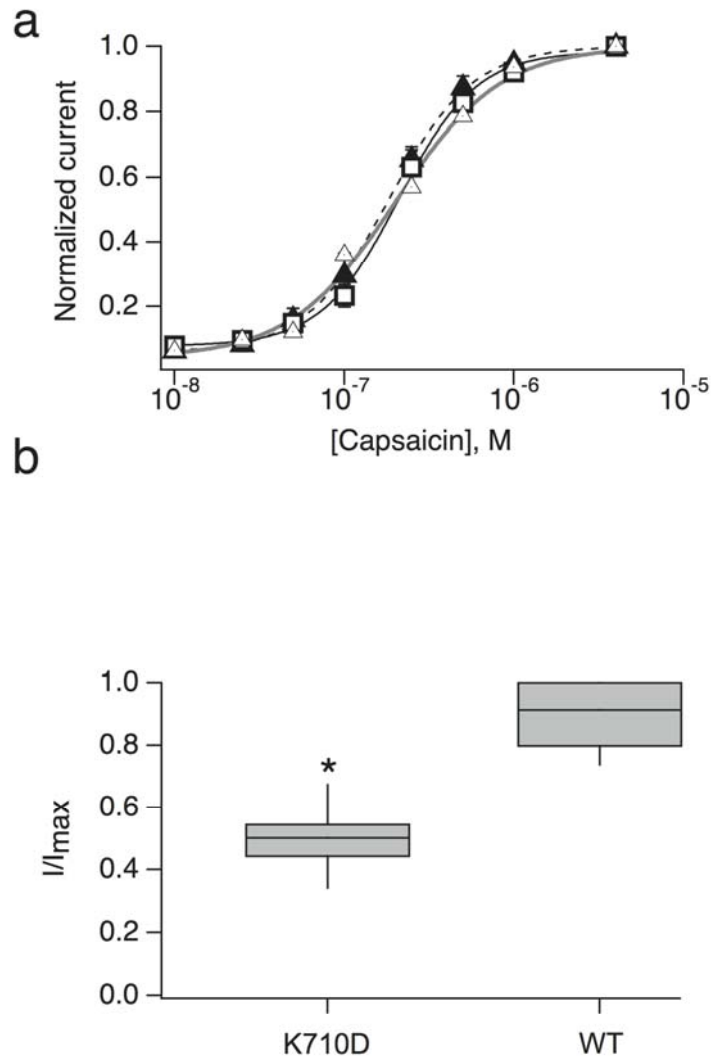 a
Normalized current
1.0
0.8
0.6
0.4
0.2
10⁻⁸ 10⁻⁷ 10⁻⁶ 10⁻⁵
[Capsaicin], M
b
I/Imax
1.0
0.8
0.6
0.4
0.2
0.0
*
K710D WT